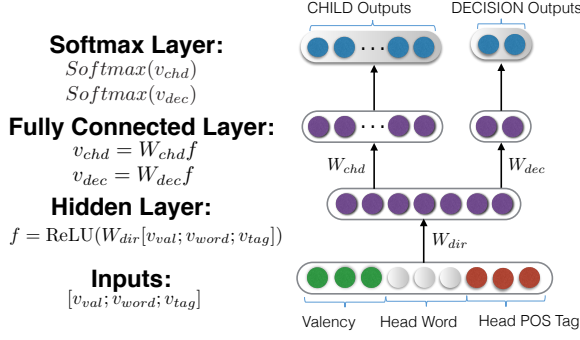 CHILD Outputs
DECISION Outputs
Softmax Layer:
Softmax(v_chd)
Softmax(v_dec)
Fully Connected Layer:
v_chd = W_chd f
v_dec = W_dec f
W_chd
W_dec
Hidden Layer:
f = ReLU(W_dir[v_val; v_word; v_tag])
W_dir
Inputs:
[v_val; v_word; v_tag]
Valency
Head Word
Head POS Tag